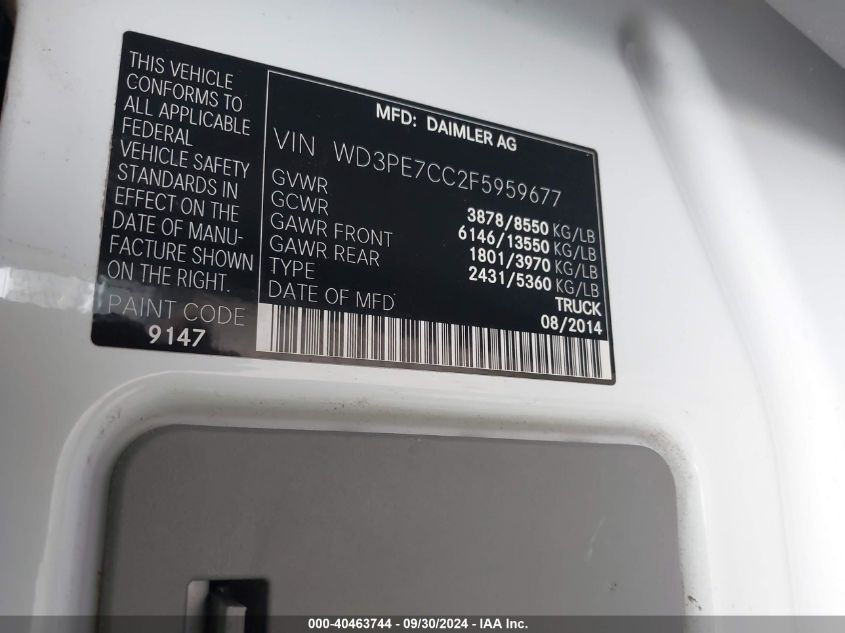 THIS VEHICLE
CONFORMS TO
ALL APPLICABLE
FEDERAL
VEHICLE SAFETY
STANDARDS IN
EFFECT ON THE
DATE OF MANU-
FACTURE SHOWN
ON THE RIGHT.
PAINT CODE
9147
MFD: DAIMLER AG
VIN WD3PE7CC2F5959677
GVWR 3878/8550 KG/LB
GCWR 6146/13550 KG/LB
GAWR FRONT 1801/3970 KG/LB
GAWR REAR 2431/5360 KG/LB
TYPE TRUCK
DATE OF MFD 08/2014
000-40463744 - 09/30/2024 - IAA Inc.